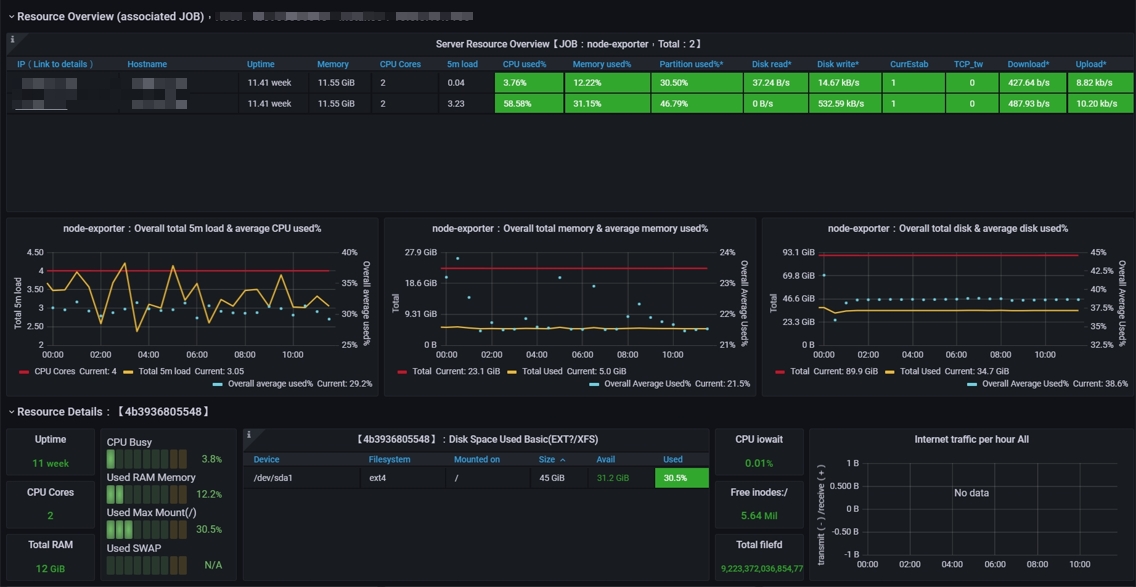 Resource Overview (associated JOB)
i
Server Resource Overview【JOB：node-exporter，Total：2】
IP（Link to details） Hostname Uptime Memory CPU Cores 5m load CPU used% Memory used% Partition used%* Disk read* Disk write* CurrEstab TCP_tw Download* Upload*
11.41 week 11.55 GiB 2 0.04 3.76% 12.22% 30.50% 37.24 B/s 14.67 kB/s 1 0 427.64 b/s 8.82 kb/s
11.41 week 11.55 GiB 2 3.23 58.58% 31.15% 46.79% 0 B/s 532.59 kB/s 1 0 487.93 b/s 10.20 kb/s
node-exporter：Overall total 5m load & average CPU used%
Total 5m load
4.50
4
3.50
3
2.50
2
40%
35%
30%
25%
Overall average used%
00:00 02:00 04:00 06:00 08:00 10:00
CPU Cores Current: 4 Total 5m load Current: 3.05
Overall average used% Current: 29.2%
node-exporter：Overall total memory & average memory used%
Total
27.9 GiB
18.6 GiB
9.31 GiB
0 B
24%
23%
22%
21%
Overall Average Used%
00:00 02:00 04:00 06:00 08:00 10:00
Total Current: 23.1 GiB Total Used Current: 5.0 GiB
Overall Average Used% Current: 21.5%
node-exporter：Overall total disk & average disk used%
Total
93.1 GiB
69.8 GiB
46.6 GiB
23.3 GiB
0 B
45%
42.5%
40%
37.5%
35%
32.5%
Overall Average Used%
00:00 02:00 04:00 06:00 08:00 10:00
Total Current: 89.9 GiB Total Used Current: 34.7 GiB
Overall Average Used% Current: 38.6%
Resource Details：【4b3936805548】
Uptime
11 week
CPU Cores
2
Total RAM
12 GiB
CPU Busy
3.8%
Used RAM Memory
12.2%
Used Max Mount(/)
30.5%
Used SWAP
N/A
i
【4b3936805548】：Disk Space Used Basic(EXT?/XFS)
Device Filesystem Mounted on Size Avail Used
/dev/sda1 ext4 / 45 GiB 31.2 GiB 30.5%
CPU iowait
0.01%
Free inodes:/
5.64 Mil
Total filefd
9,223,372,036,854,77
Internet traffic per hour All
transmit（-）/receive（+）
1 B
0.500 B
0 B
-0.50 B
-1 B
No data
00:00 02:00 04:00 06:00 08:00 10:00